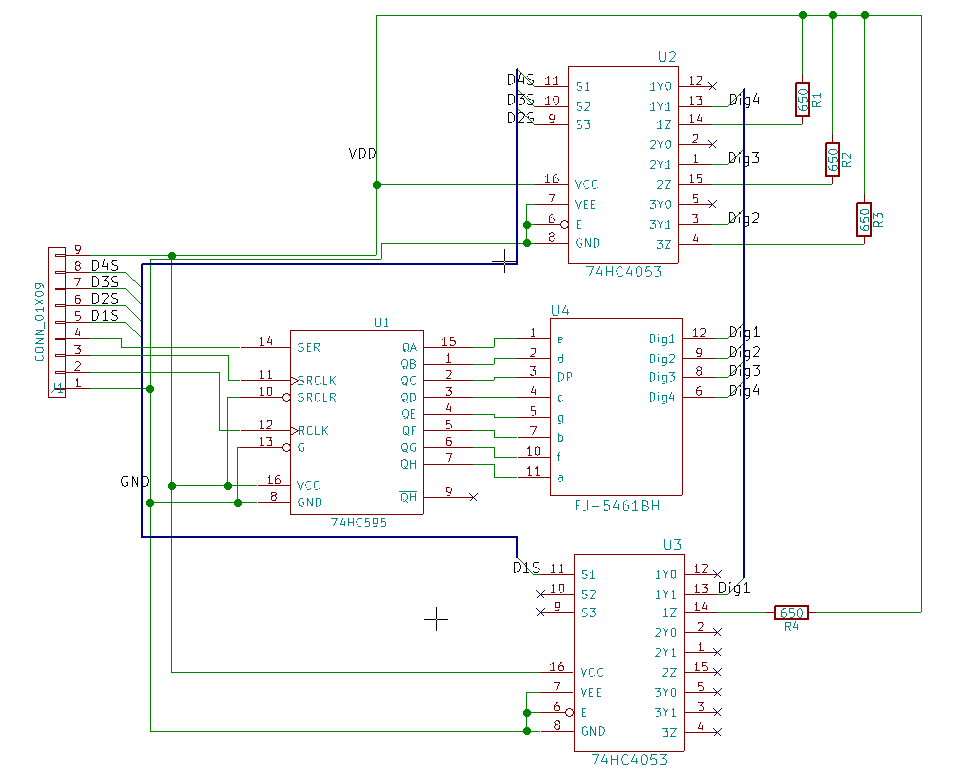 U2
D4S 11 S1 1Y0 12
D3S 10 S2 1Y1 13 Dig4
D2S 9 S3 1Z 14
2Y0 2
2Y1 1 Dig3
VDD
16 VCC 2Z 15
7 VEE 3Y0 5
6 E 3Y1 3 Dig2
8 GND 3Z 4
74HC4053
650 R1
650 R2
650 R3
CONN_01X09
J1
9
8 D4S
7 D3S
6 D2S
5 D1S
4
3
2
1
GND
U1
14 SER QA 15
QB 1
11 SRCLK QC 2
10 SRCLR QD 3
QE 4
12 RCLK QF 5
13 G QG 6
QH 7
16 VCC
8 GND QH 9
74HC595
U4
1 e Dig1 12 Dig1
2 d Dig2 9 Dig2
3 DP Dig3 8 Dig3
4 c Dig4 6 Dig4
5 g
7 b
10 f
11 a
FJ-5461BH
U3
D1S 11 S1 1Y0 12
10 S2 1Y1 13 Dig1
9 S3 1Z 14
650
R4
2Y0 2
2Y1 1
16 VCC 2Z 15
7 VEE 3Y0 5
6 E 3Y1 3
8 GND 3Z 4
74HC4053